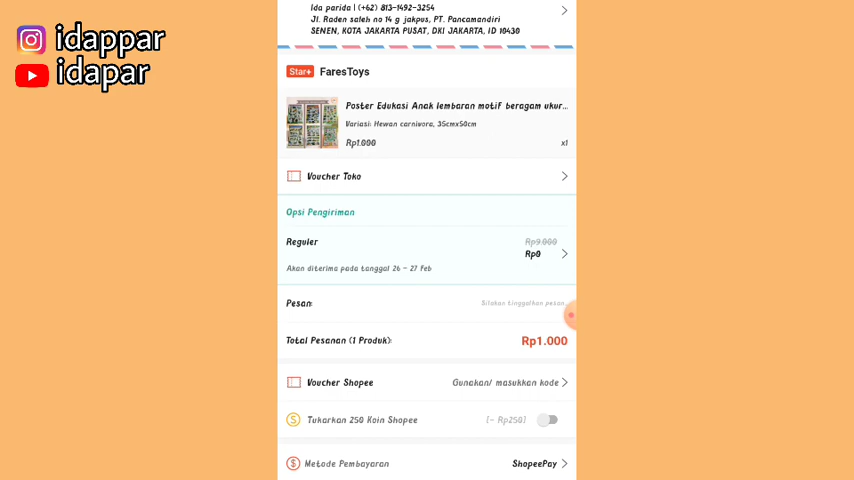 idappar
idapar
Ida parida | (+62) 813-1492-3254
Jl. Raden saleh no 14 g jakpus, PT. Pancamandiri
SENEN, KOTA JAKARTA PUSAT, DKI JAKARTA, ID 10430
Star+ FaresToys
Poster Edukasi Anak lembaran motif beragam ukur...
Variasi: Hewan carnivora, 35cmx50cm
Rp1.000 x1
Voucher Toko
Opsi Pengiriman
Reguler Rp9.000
Rp0
Akan diterima pada tanggal 26 - 27 Feb
Pesan: Silakan tinggalkan pesan...
Total Pesanan (1 Produk): Rp1.000
Voucher Shopee Gunakan/ masukkan kode
Tukarkan 250 Koin Shopee [- Rp250]
Metode Pembayaran ShopeePay